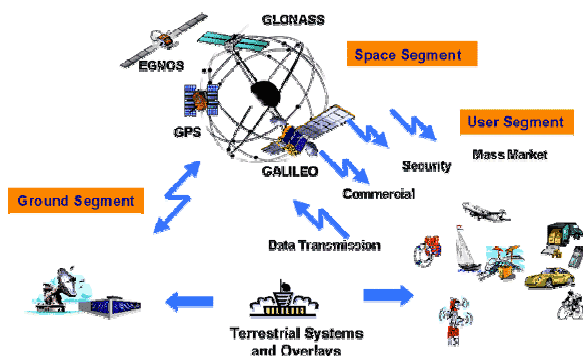 GLONASS
Space Segment
EGNOS
GPS
User Segment
Mass Market
Security
GALILEO
Commercial
Ground Segment
Data Transmission
Terrestrial Systems
and Overlays